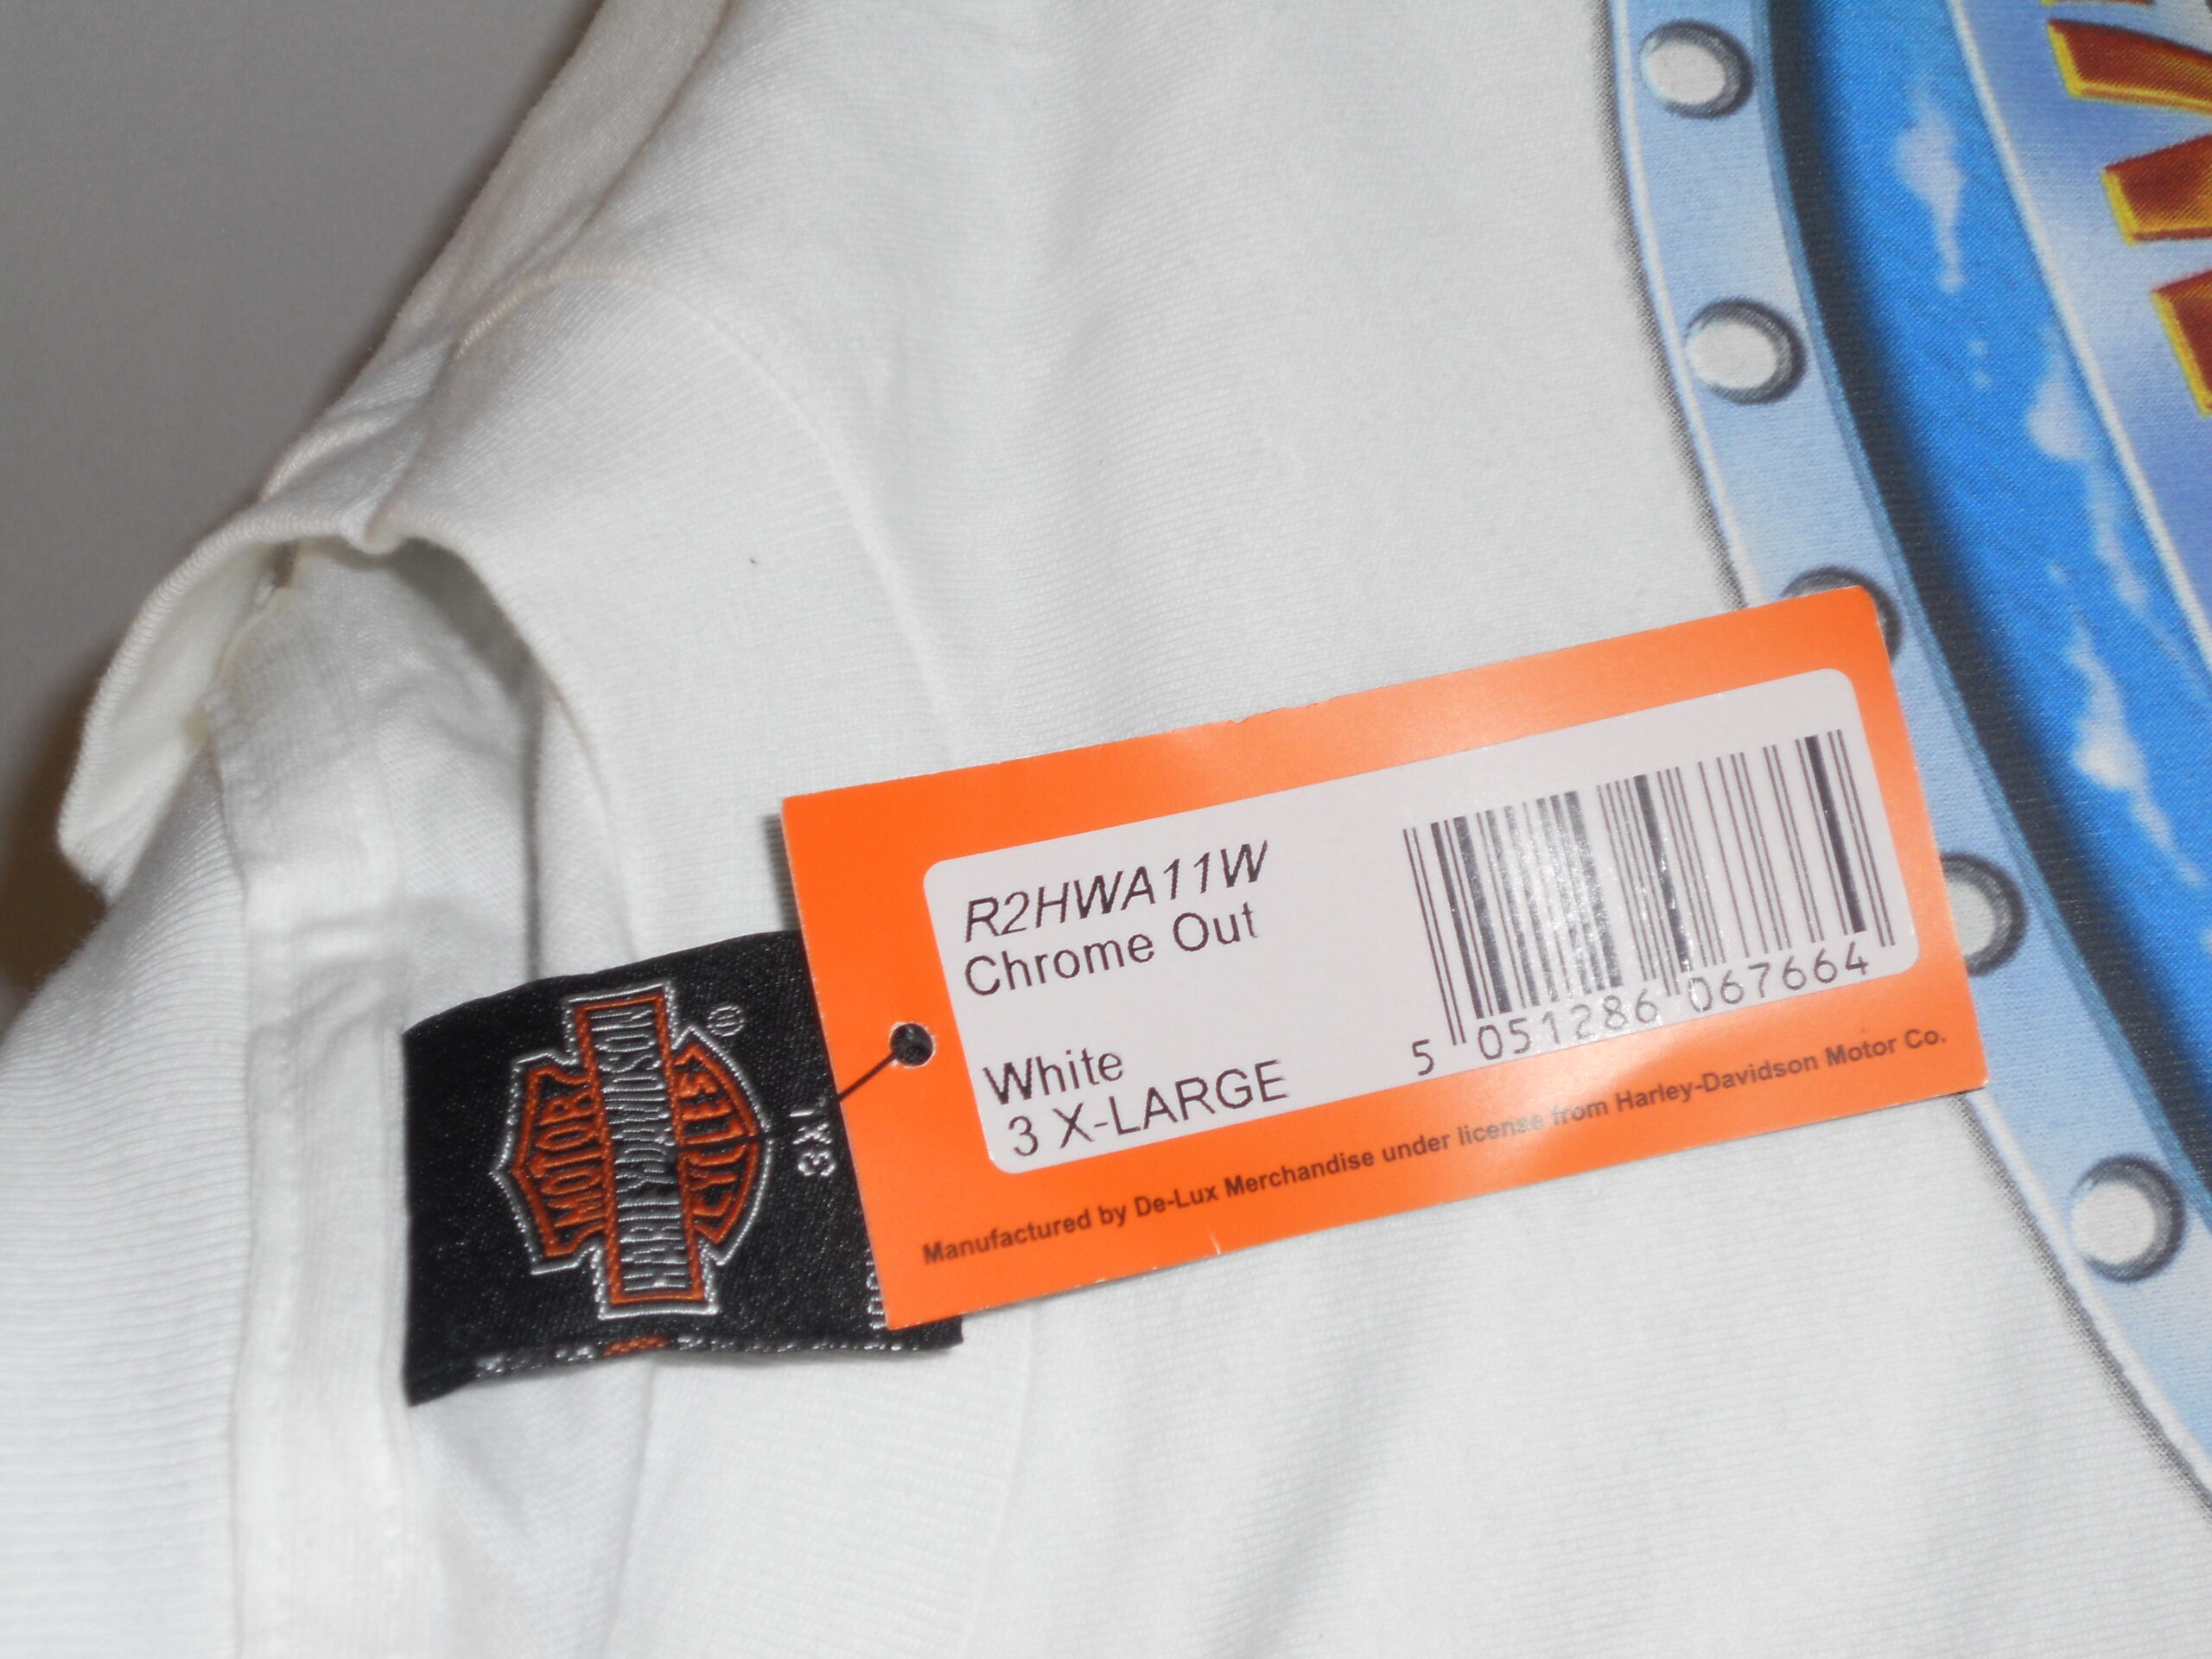 R2HWA11W
Chrome Out
White
3 X-LARGE
5 051286 067664
Manufactured by De-Lux Merchandise under license from Harley-Davidson Motor Co.
MOTOR
HARLEY-DAVIDSON
CYCLES
®
3XL